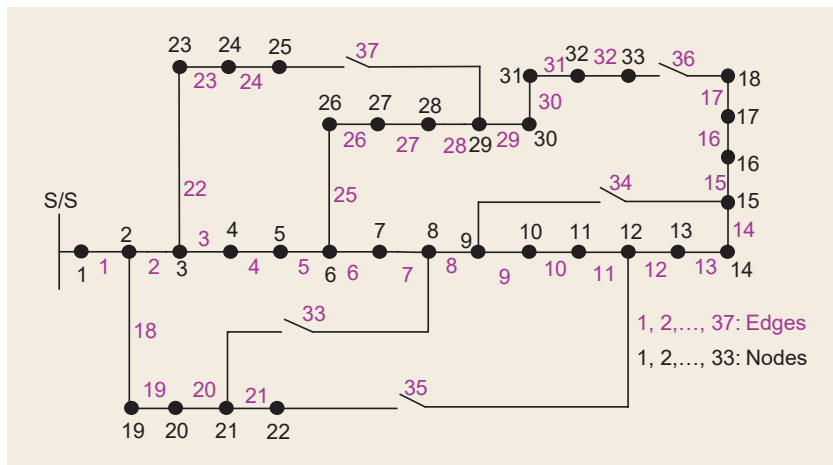 23 24 25 37
23 24
31 31 32 32 33 36 18
17 17
30
26 27 28
26 27 28 29 29 30
16 16
22 25 34 15 15
S/S
14
2 3 4 5 7 8 9 10 11 12 13
1 1 2 3 4 5 6 6 7 8 9 10 11 12 13 14
18 33
1, 2,..., 37: Edges
1, 2,..., 33: Nodes
19 20 21 35
19 20 21 22